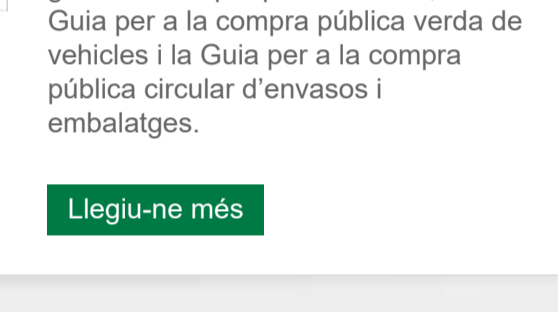 Guia per a la compra pública verda de
vehicles i la Guia per a la compra
pública circular d’envasos i
embalatges.
Llegiu-ne més